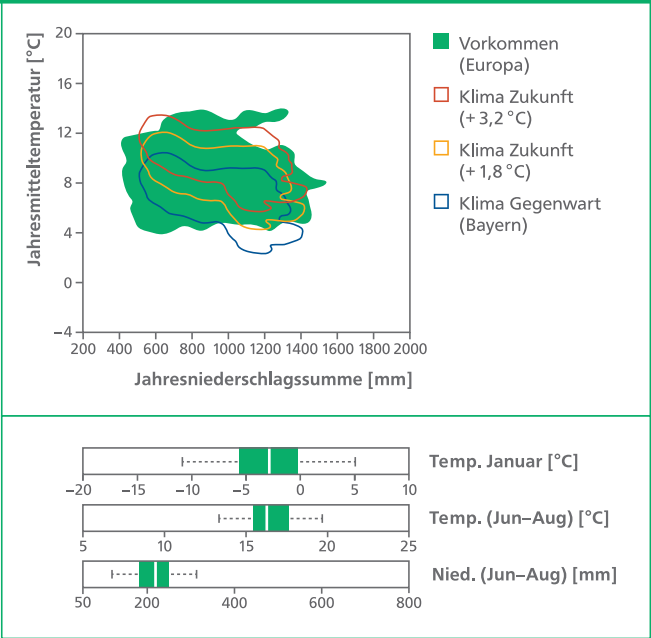 Jahresmitteltemperatur [°C]
20
16
12
8
4
0
−4
200 400 600 800 1000 1200 1400 1600 1800 2000
Jahresniederschlagssumme [mm]
Vorkommen
(Europa)
Klima Zukunft
(+ 3,2 °C)
Klima Zukunft
(+ 1,8 °C)
Klima Gegenwart
(Bayern)
Temp. Januar [°C]
−20 −15 −10 −5 0 5 10
Temp. (Jun–Aug) [°C]
5 10 15 20 25
Nied. (Jun–Aug) [mm]
50 200 400 600 800